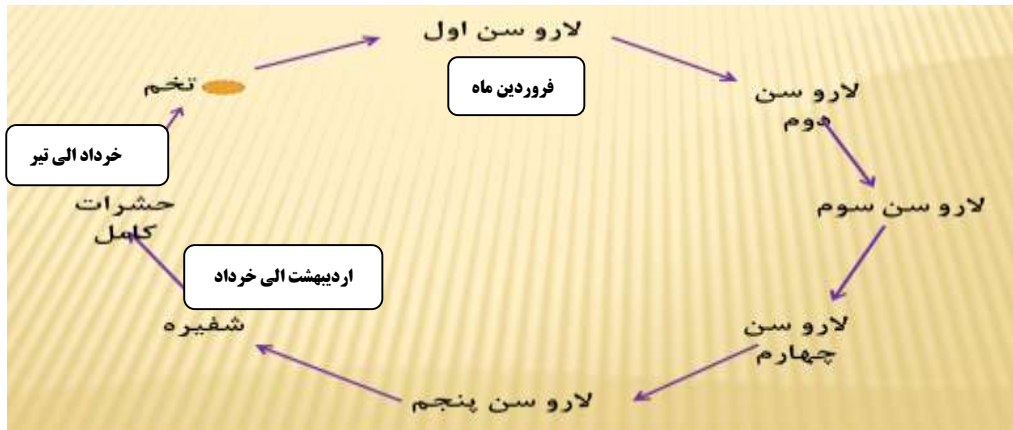 لارو سن اول
فروردین ماه
لارو سن
دوم
لارو سن سوم
لارو سن
چهارم
لارو سن پنجم
شفیره
اردیبهشت الی خرداد
حشرات
کامل
خرداد الی تیر
تخم